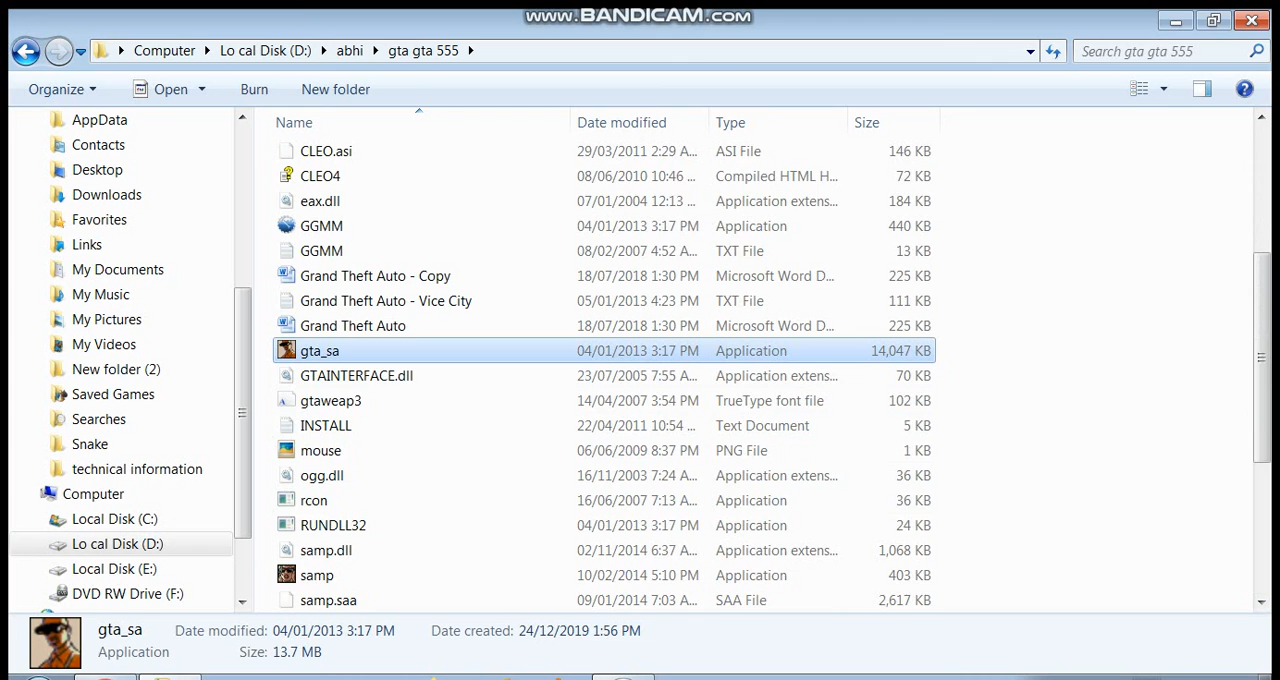 www.BANDICAM.com
Computer Lo cal Disk (D:) abhi gta gta 555 Search gta gta 555
Organize Open Burn New folder
AppData
Contacts
Desktop
Downloads
Favorites
Links
My Documents
My Music
My Pictures
My Videos
New folder (2)
Saved Games
Searches
Snake
technical information
Computer
Local Disk (C:)
Lo cal Disk (D:)
Local Disk (E:)
DVD RW Drive (F:)
Name Date modified Type Size
CLEO.asi 29/03/2011 2:29 A... ASI File 146 KB
CLEO4 08/06/2010 10:46 ... Compiled HTML H... 72 KB
eax.dll 07/01/2004 12:13 ... Application extens... 184 KB
GGMM 04/01/2013 3:17 PM Application 440 KB
GGMM 08/02/2007 4:52 A... TXT File 13 KB
Grand Theft Auto - Copy 18/07/2018 1:30 PM Microsoft Word D... 225 KB
Grand Theft Auto - Vice City 05/01/2013 4:23 PM TXT File 111 KB
Grand Theft Auto 18/07/2018 1:30 PM Microsoft Word D... 225 KB
gta_sa 04/01/2013 3:17 PM Application 14,047 KB
GTAINTERFACE.dll 23/07/2005 7:55 A... Application extens... 70 KB
gtaweap3 14/04/2007 3:54 PM TrueType font file 102 KB
INSTALL 22/04/2011 10:54 ... Text Document 5 KB
mouse 06/06/2009 8:37 PM PNG File 1 KB
ogg.dll 16/11/2003 7:24 A... Application extens... 36 KB
rcon 16/06/2007 7:13 A... Application 36 KB
RUNDLL32 04/01/2013 3:17 PM Application 24 KB
samp.dll 02/11/2014 6:37 A... Application extens... 1,068 KB
samp 10/02/2014 5:10 PM Application 403 KB
samp.saa 09/01/2014 7:03 A... SAA File 2,617 KB
gta_sa Date modified: 04/01/2013 3:17 PM Date created: 24/12/2019 1:56 PM
Application Size: 13.7 MB